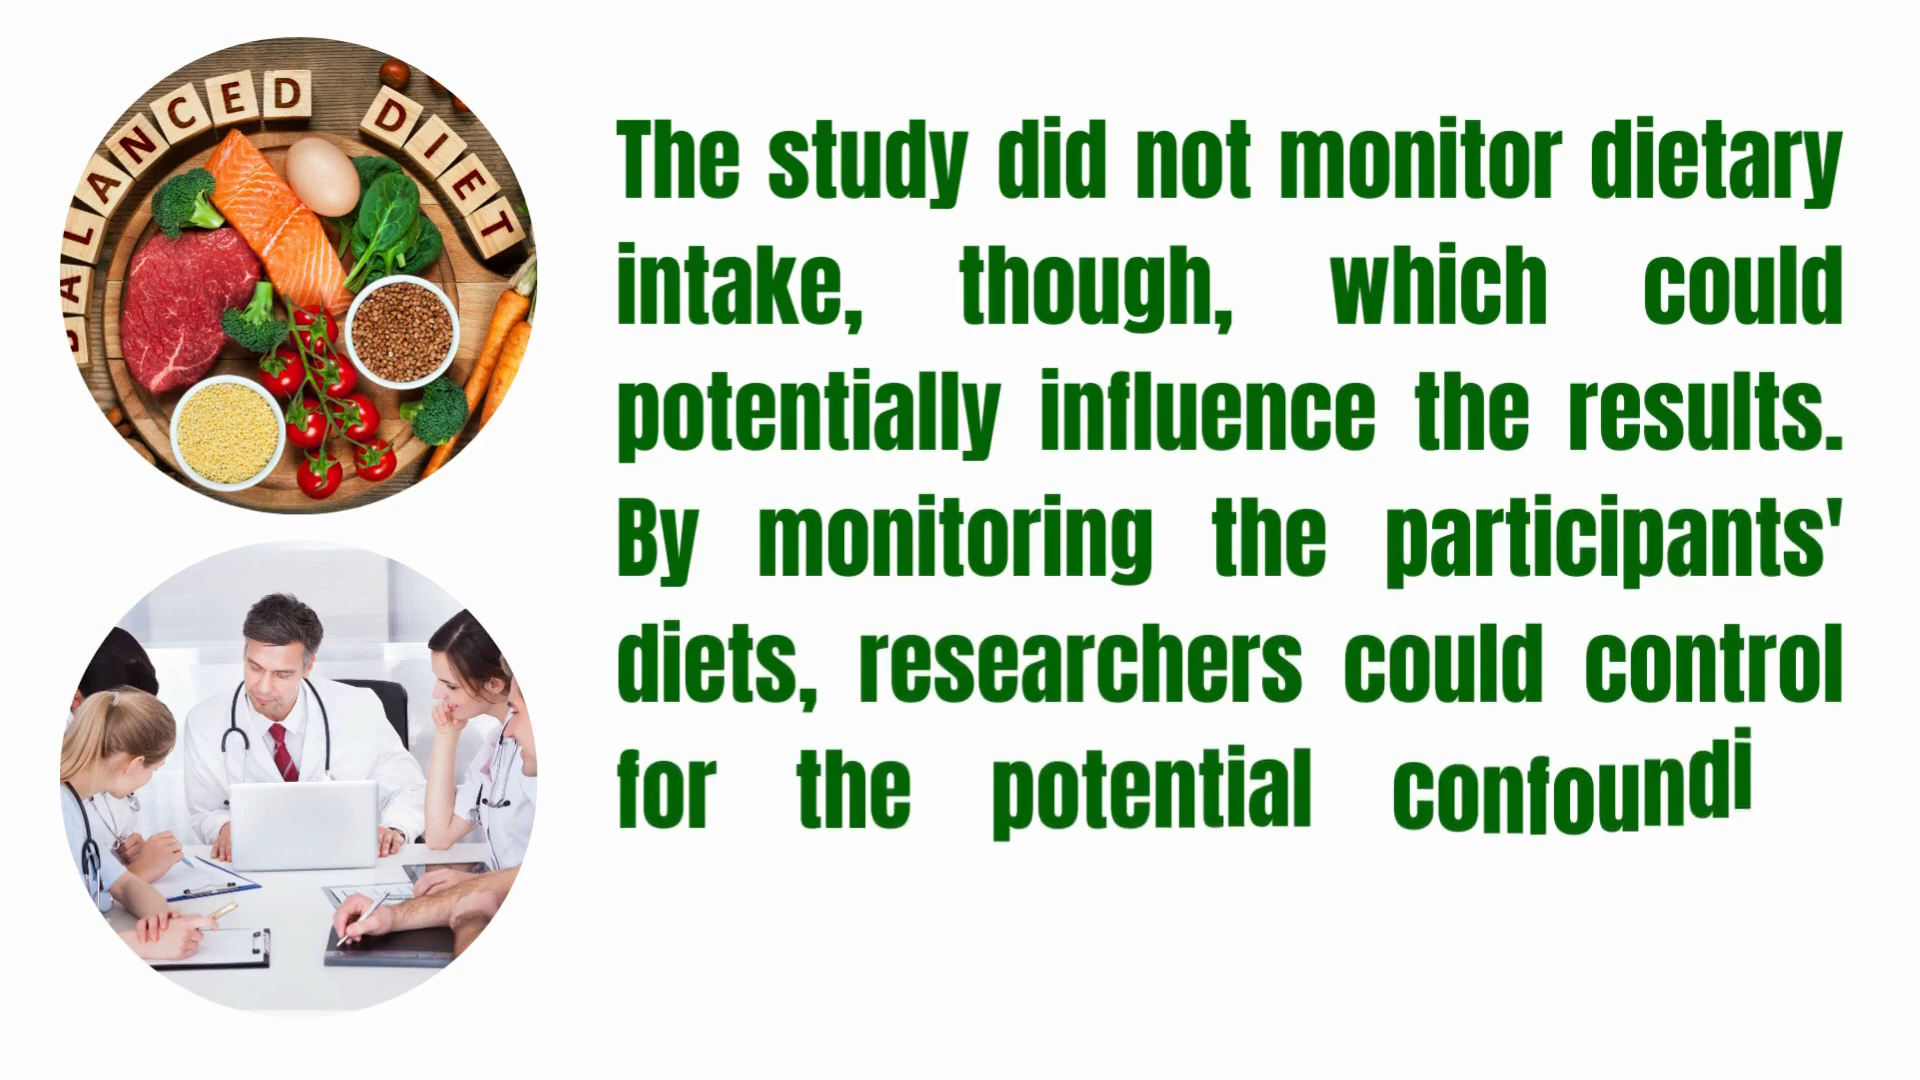 BALANCED DIET
The study did not monitor dietary
intake, though, which could
potentially influence the results.
By monitoring the participants'
diets, researchers could control
for the potential confoundi